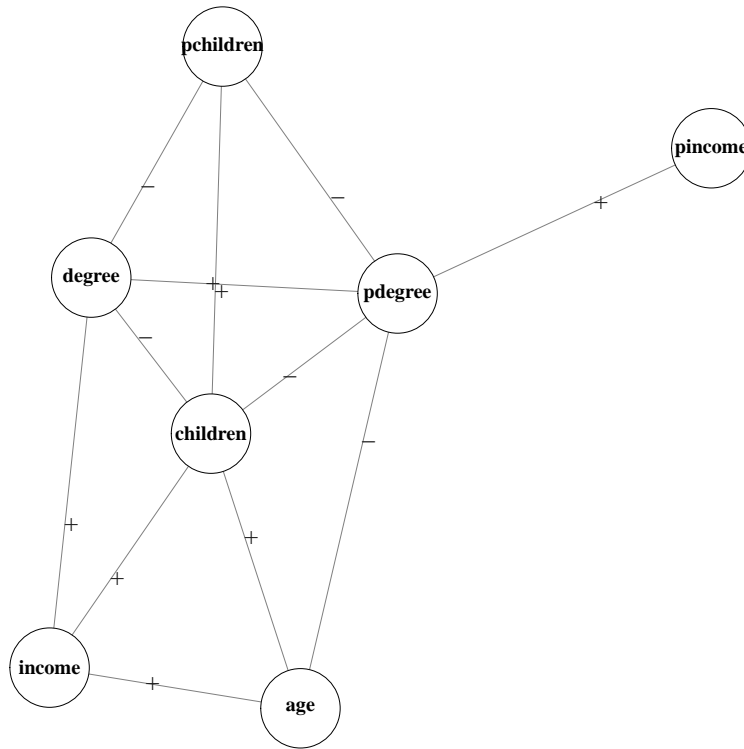 pchildren
pincome
−
−
+
degree
+
+
pdegree
−
−
children
−
+
+
+
income
+
age